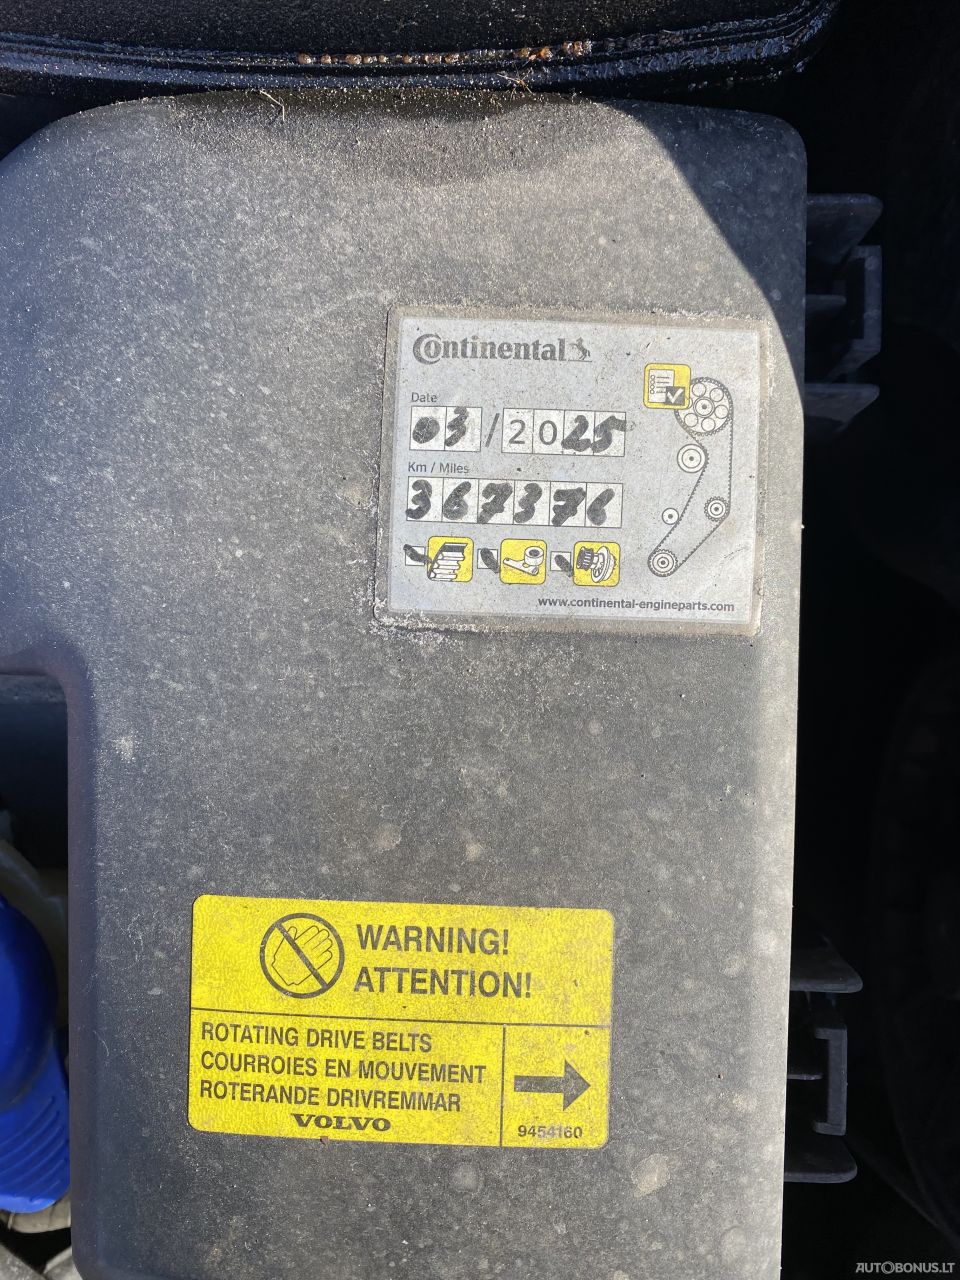 Continental
Date
03/2025
Km / Miles
367376
www.continental-engineparts.com
WARNING!
ATTENTION!
ROTATING DRIVE BELTS
COURROIES EN MOUVEMENT
ROTERANDE DRIVREMMAR
VOLVO
9454160
AUTOBONUS.LT